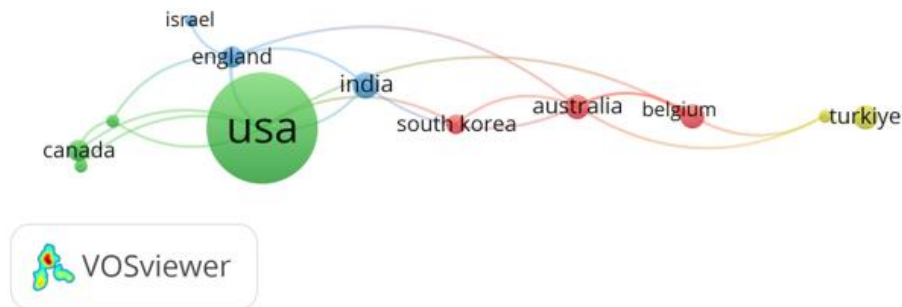 israel
england
india
usa
australia
belgium
south korea
turkiye
canada
VOSviewer